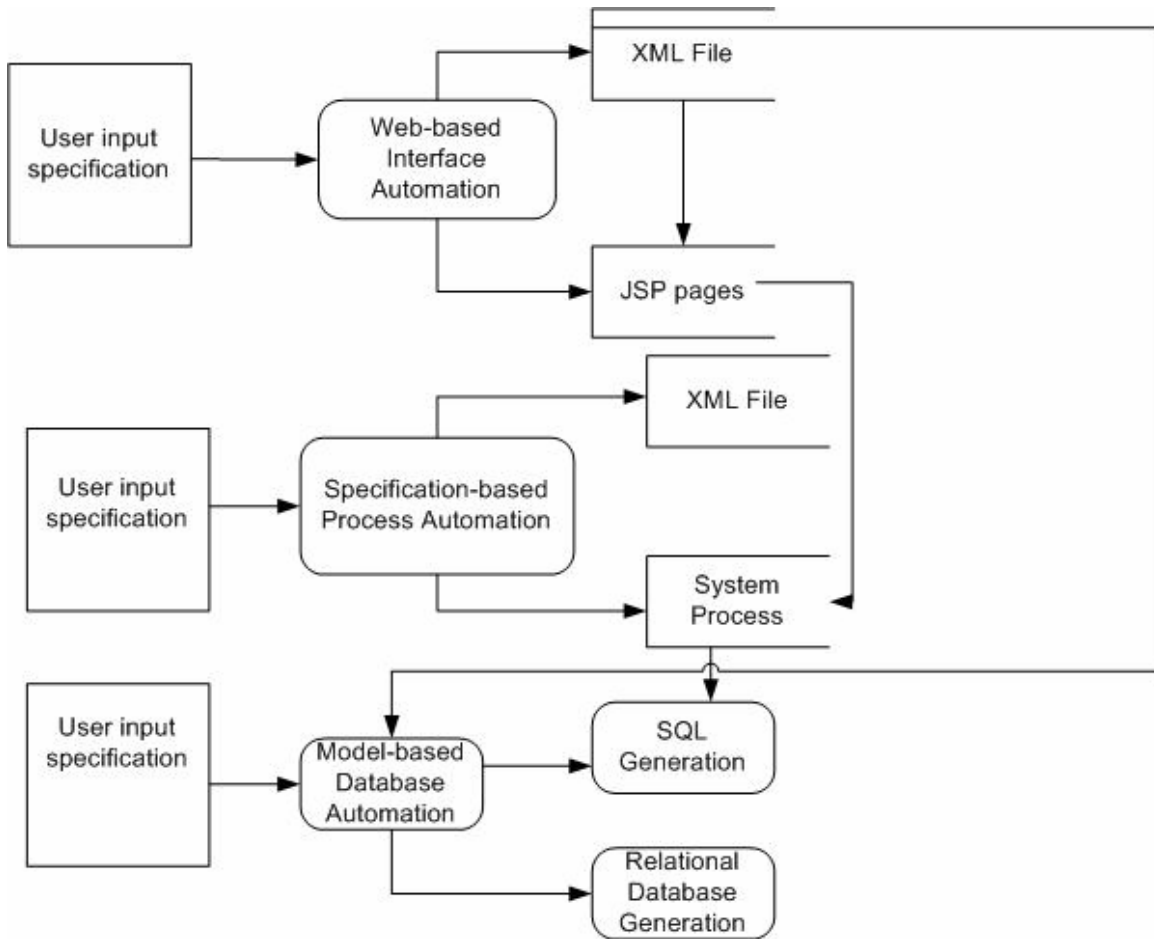 XML File
User input
specification
Web-based
Interface
Automation
JSP pages
XML File
User input
specification
Specification-based
Process Automation
System
Process
User input
specification
Model-based
Database
Automation
SQL
Generation
Relational
Database
Generation